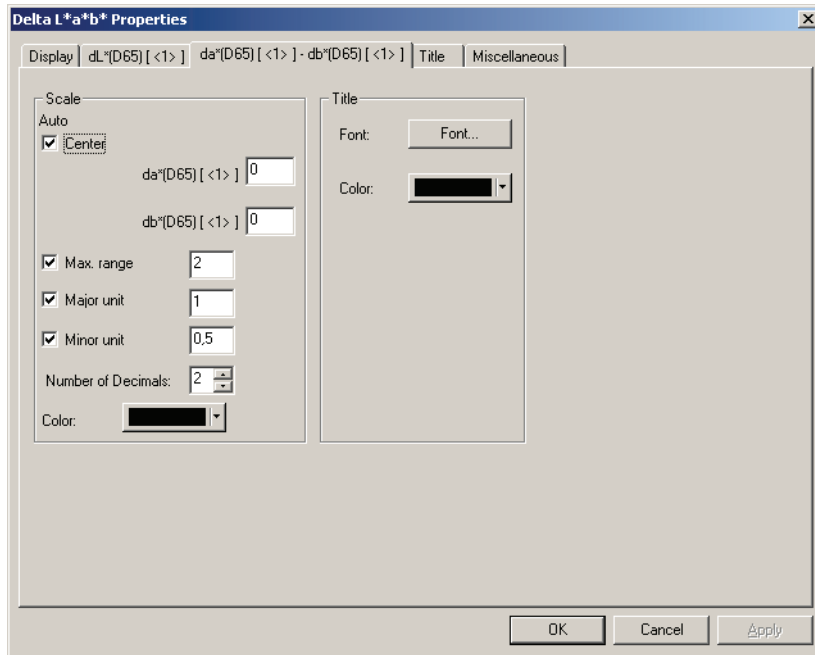 Delta L*a*b* Properties
Display dL*(D65) [ <1> ] da*(D65) [ <1> ] - db*(D65) [ <1> ] Title Miscellaneous
Scale
Auto
Center
da*(D65) [ <1> ] 0
db*(D65) [ <1> ] 0
Max. range 2
Major unit 1
Minor unit 0,5
Number of Decimals: 2
Color:
Title
Font: Font...
Color:
OK Cancel Apply